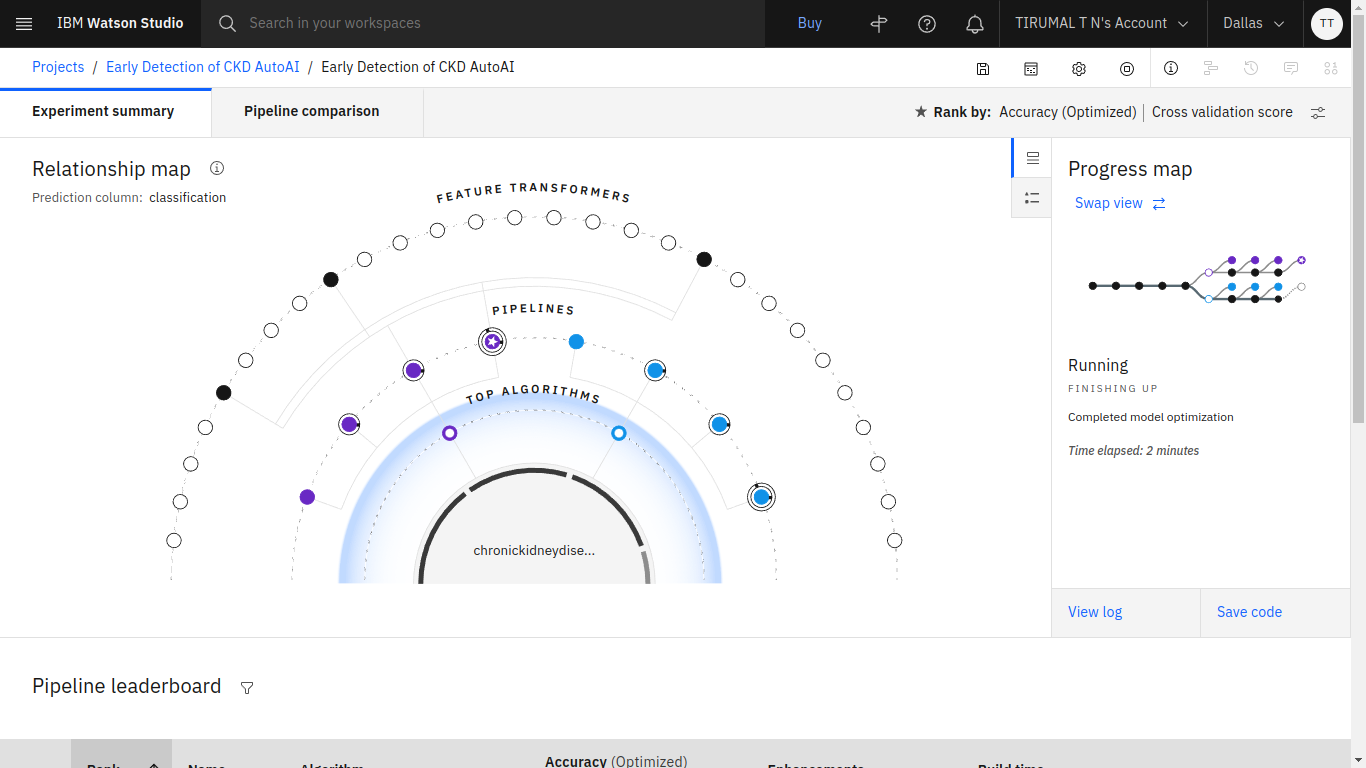 IBM Watson Studio
Search in your workspaces
Buy
TIRUMAL T N's Account
Dallas
TT
Projects / Early Detection of CKD AutoAI / Early Detection of CKD AutoAI
Experiment summary
Pipeline comparison
Rank by: Accuracy (Optimized) | Cross validation score
Relationship map
Prediction column: classification
FEATURE TRANSFORMERS
PIPELINES
TOP ALGORITHMS
chronickidneydise...
Progress map
Swap view
Running
FINISHING UP
Completed model optimization
Time elapsed: 2 minutes
View log
Save code
Pipeline leaderboard
Rank
Name
Algorithm
Accuracy (Optimized)
Enhancements
Build time